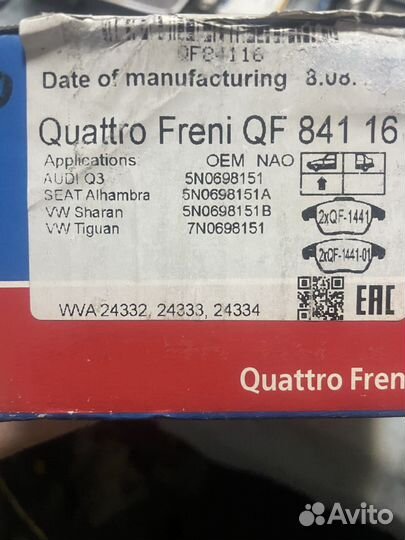 QF84116
Date of manufacturing 8.08.
Quattro Freni QF 841 16
Applications OEM NAO
AUDI Q3 5N0698151
SEAT Alhambra 5N0698151A
VW Sharan 5N0698151B
VW Tiguan 7N0698151
2xQF-1441
2xQF-1441-01
WVA 24332, 24333, 24334
EAC
Quattro Fren
Avito